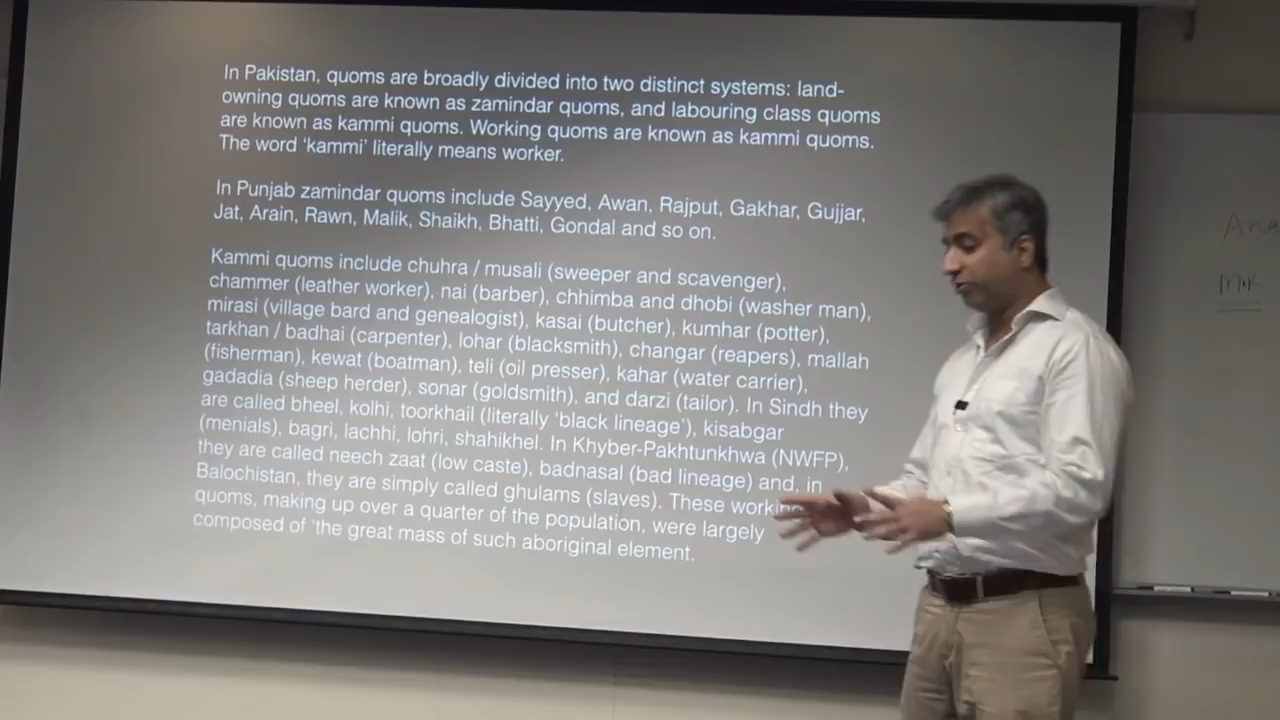 In Pakistan, quoms are broadly divided into two distinct systems: land-
owning quoms are known as zamindar quoms, and labouring class quoms
are known as kammi quoms. Working quoms are known as kammi quoms.
The word ‘kammi’ literally means worker.
In Punjab zamindar quoms include Sayyed, Awan, Rajput, Gakhar, Gujjar,
Jat, Arain, Rawn, Malik, Shaikh, Bhatti, Gondal and so on.
Kammi quoms include chuhra / musali (sweeper and scavenger),
chammer (leather worker), nai (barber), chhimba and dhobi (washer man),
mirasi (village bard and genealogist), kasai (butcher), kumhar (potter),
tarkhan / badhai (carpenter), lohar (blacksmith), changar (reapers), mallah
(fisherman), kewat (boatman), teli (oil presser), kahar (water carrier),
gadadia (sheep herder), sonar (goldsmith), and darzi (tailor). In Sindh they
are called bheel, kolhi, toorkhail (literally ‘black lineage’), kisabgar
(menials), bagri, lachhi, lohri, shahikhel. In Khyber-Pakhtunkhwa (NWFP),
they are called neech zaat (low caste), badnasal (bad lineage) and, in
Balochistan, they are simply called ghulams (slaves). These
quoms, making up over a quarter of the population, were largely
composed of ‘the great mass of such aboriginal element.